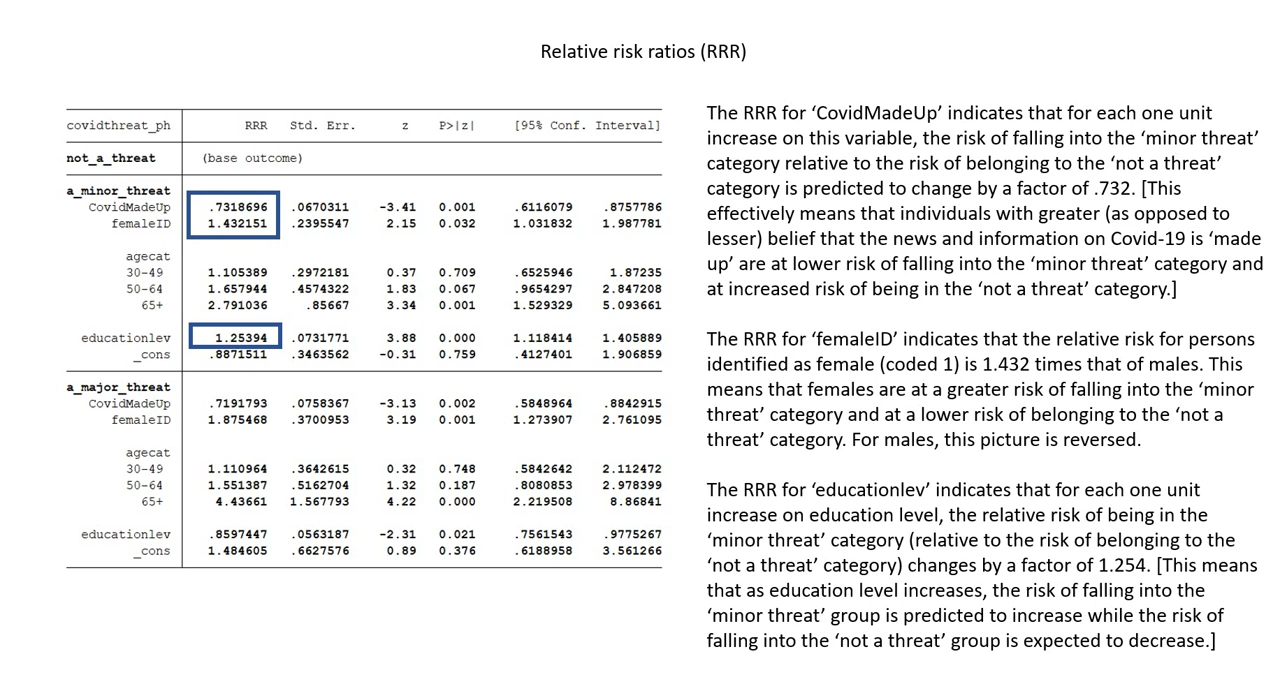 Relative risk ratios (RRR)
covidthreat_ph RRR Std. Err. z P>|z| [95% Conf. Interval]
not_a_threat (base outcome)
a_minor_threat
CovidMadeUp .7318696 .0670311 -3.41 0.001 .6116079 .8757786
femaleID 1.432151 .2395547 2.15 0.032 1.031832 1.987781
agecat
30-49 1.105389 .2972181 0.37 0.709 .6525946 1.87235
50-64 1.657944 .4574322 1.83 0.067 .9654297 2.847208
65+ 2.791036 .85667 3.34 0.001 1.529329 5.093661
educationlev 1.25394 .0731771 3.88 0.000 1.118414 1.405889
_cons .8871511 .3463562 -0.31 0.759 .4127401 1.906859
a_major_threat
CovidMadeUp .7191793 .0758367 -3.13 0.002 .5848964 .8842915
femaleID 1.875468 .3700953 3.19 0.001 1.273907 2.761095
agecat
30-49 1.110964 .3642615 0.32 0.748 .5842642 2.112472
50-64 1.551387 .5162704 1.32 0.187 .8080853 2.978399
65+ 4.43661 1.567793 4.22 0.000 2.219508 8.86841
educationlev .8597447 .0563187 -2.31 0.021 .7561543 .9775267
_cons 1.484605 .6627576 0.89 0.376 .6188958 3.561266
The RRR for ‘CovidMadeUp’ indicates that for each one unit
increase on this variable, the risk of falling into the ‘minor threat’
category relative to the risk of belonging to the ‘not a threat’
category is predicted to change by a factor of .732. [This
effectively means that individuals with greater (as opposed to
lesser) belief that the news and information on Covid-19 is ‘made
up’ are at lower risk of falling into the ‘minor threat’ category and
at increased risk of being in the ‘not a threat’ category.]
The RRR for ‘femaleID’ indicates that the relative risk for persons
identified as female (coded 1) is 1.432 times that of males. This
means that females are at a greater risk of falling into the ‘minor
threat’ category and at a lower risk of belonging to the ‘not a
threat’ category. For males, this picture is reversed.
The RRR for ‘educationlev’ indicates that for each one unit
increase on education level, the relative risk of being in the
‘minor threat’ category (relative to the risk of belonging to the
‘not a threat’ category) changes by a factor of 1.254. [This means
that as education level increases, the risk of falling into the
‘minor threat’ group is predicted to increase while the risk of
falling into the ‘not a threat’ group is expected to decrease.]